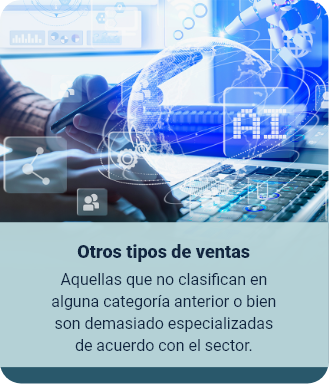 AI
Otros tipos de ventas
Aquellas que no clasifican en
alguna categoría anterior o bien
son demasiado especializadas
de acuerdo con el sector.